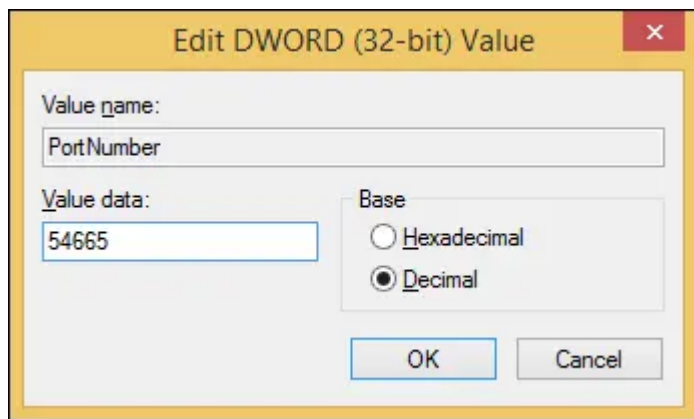 Edit DWORD (32-bit) Value
Value name:
PortNumber
Value data:
54665
Base
Hexadecimal
Decimal
OK
Cancel